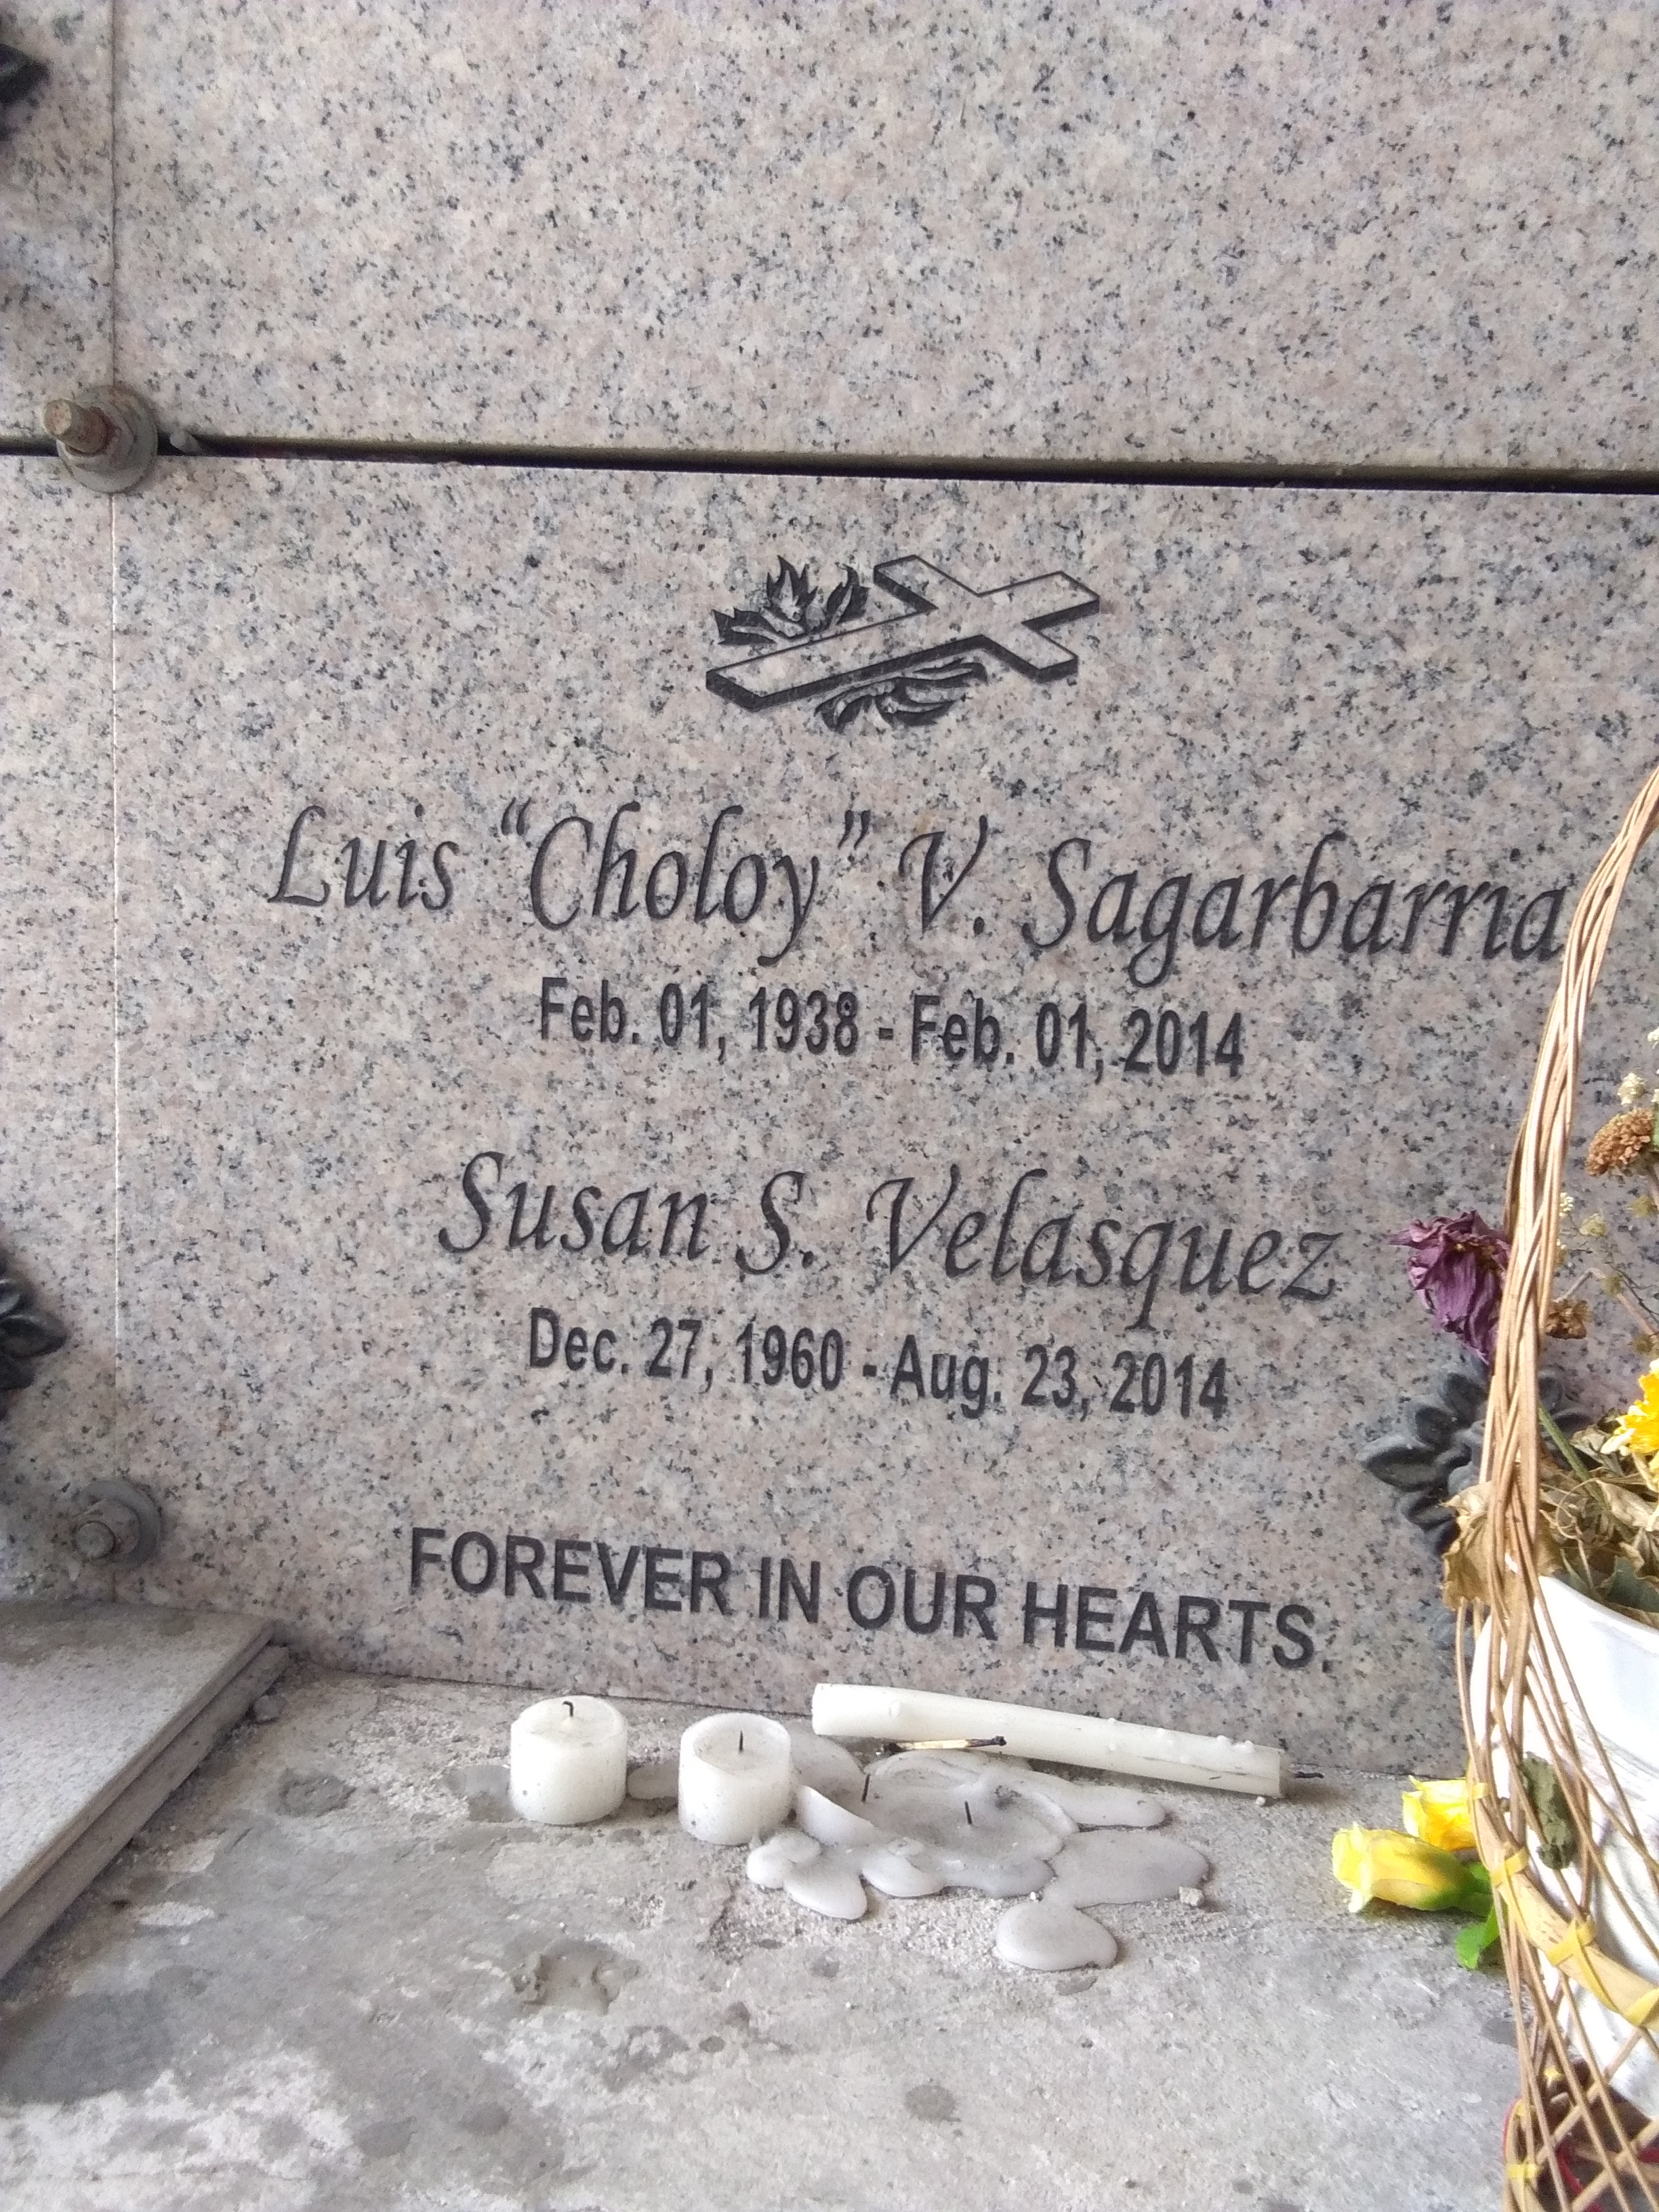 Luis “Choloy” V. Sagarbarria
Feb. 01, 1938 - Feb. 01, 2014
Susan S. Velasquez
Dec. 27, 1960 - Aug. 23, 2014
FOREVER IN OUR HEARTS.